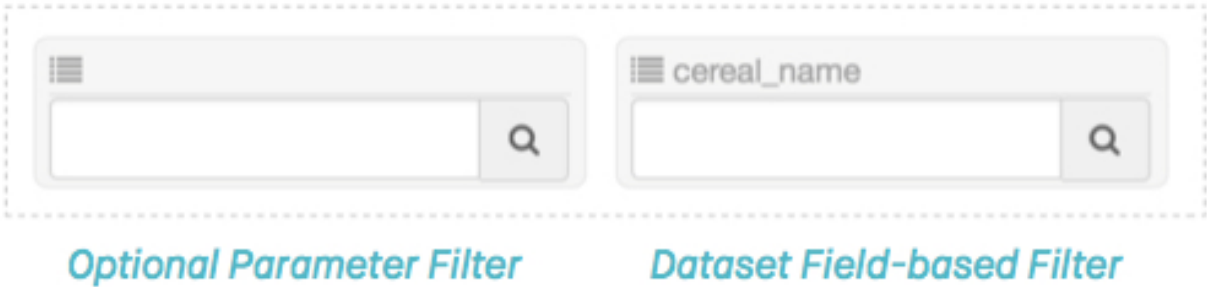 cereal_name
Optional Parameter Filter
Dataset Field-based Filter